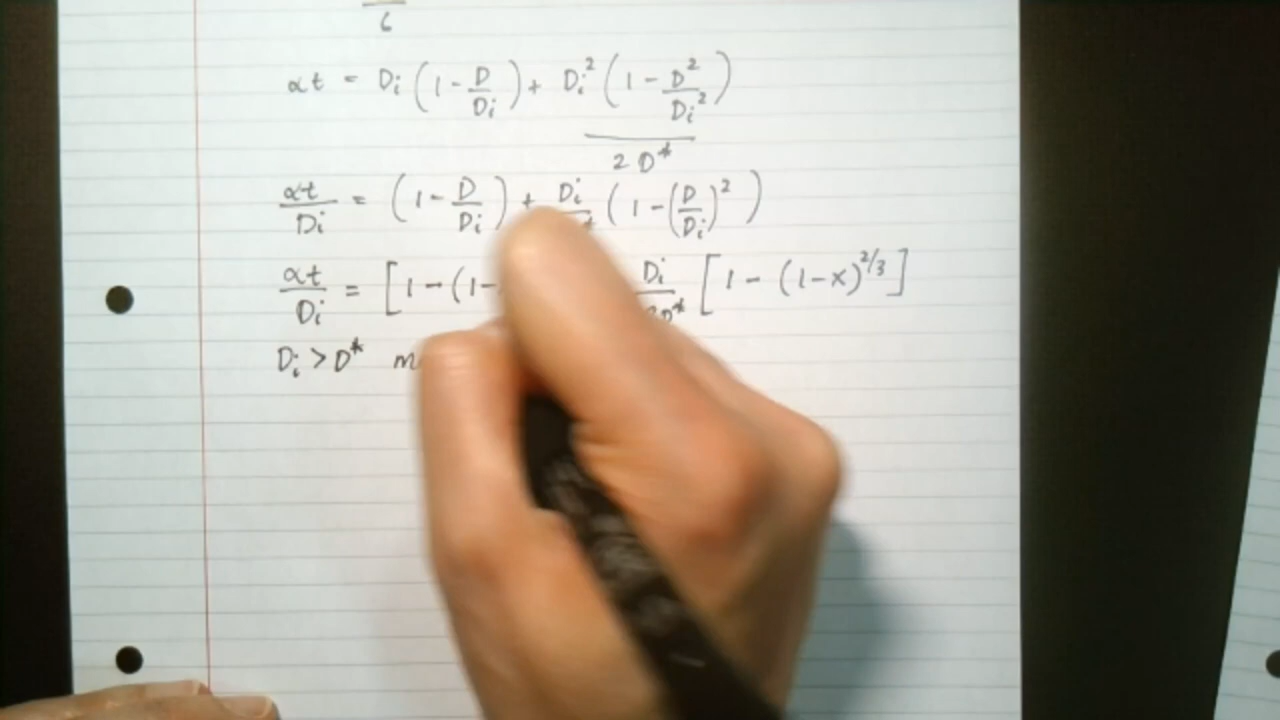 6
αt = Di (1 - D/Di) + Di² (1 - D²/Di²) / 2D*
αt/Di = (1 - D/Di) + Di (1 - (D/Di)²)
αt/Di = [1 - (1- Di/2D* [1 - (1-x)^2/3]
Di > D*